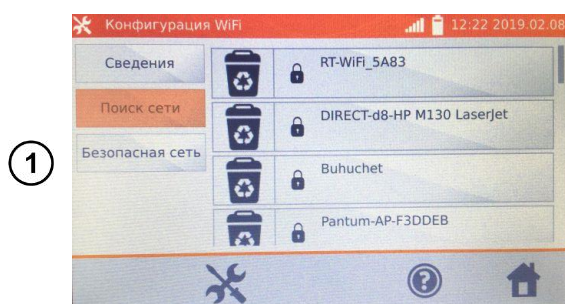 Конфигурация WiFi 12:22 2019.02.08
Сведения
Поиск сети
Безопасная сеть
RT-WiFi_5A83
DIRECT-d8-HP M130 LaserJet
Buhuchet
Pantum-AP-F3DDEB
1
?